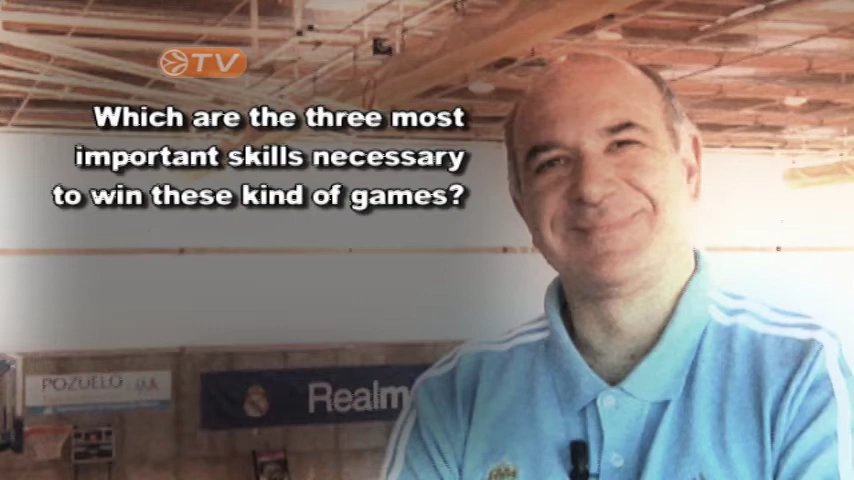 TV
Which are the three most
important skills necessary
to win these kind of games?
POZUELO
Realm